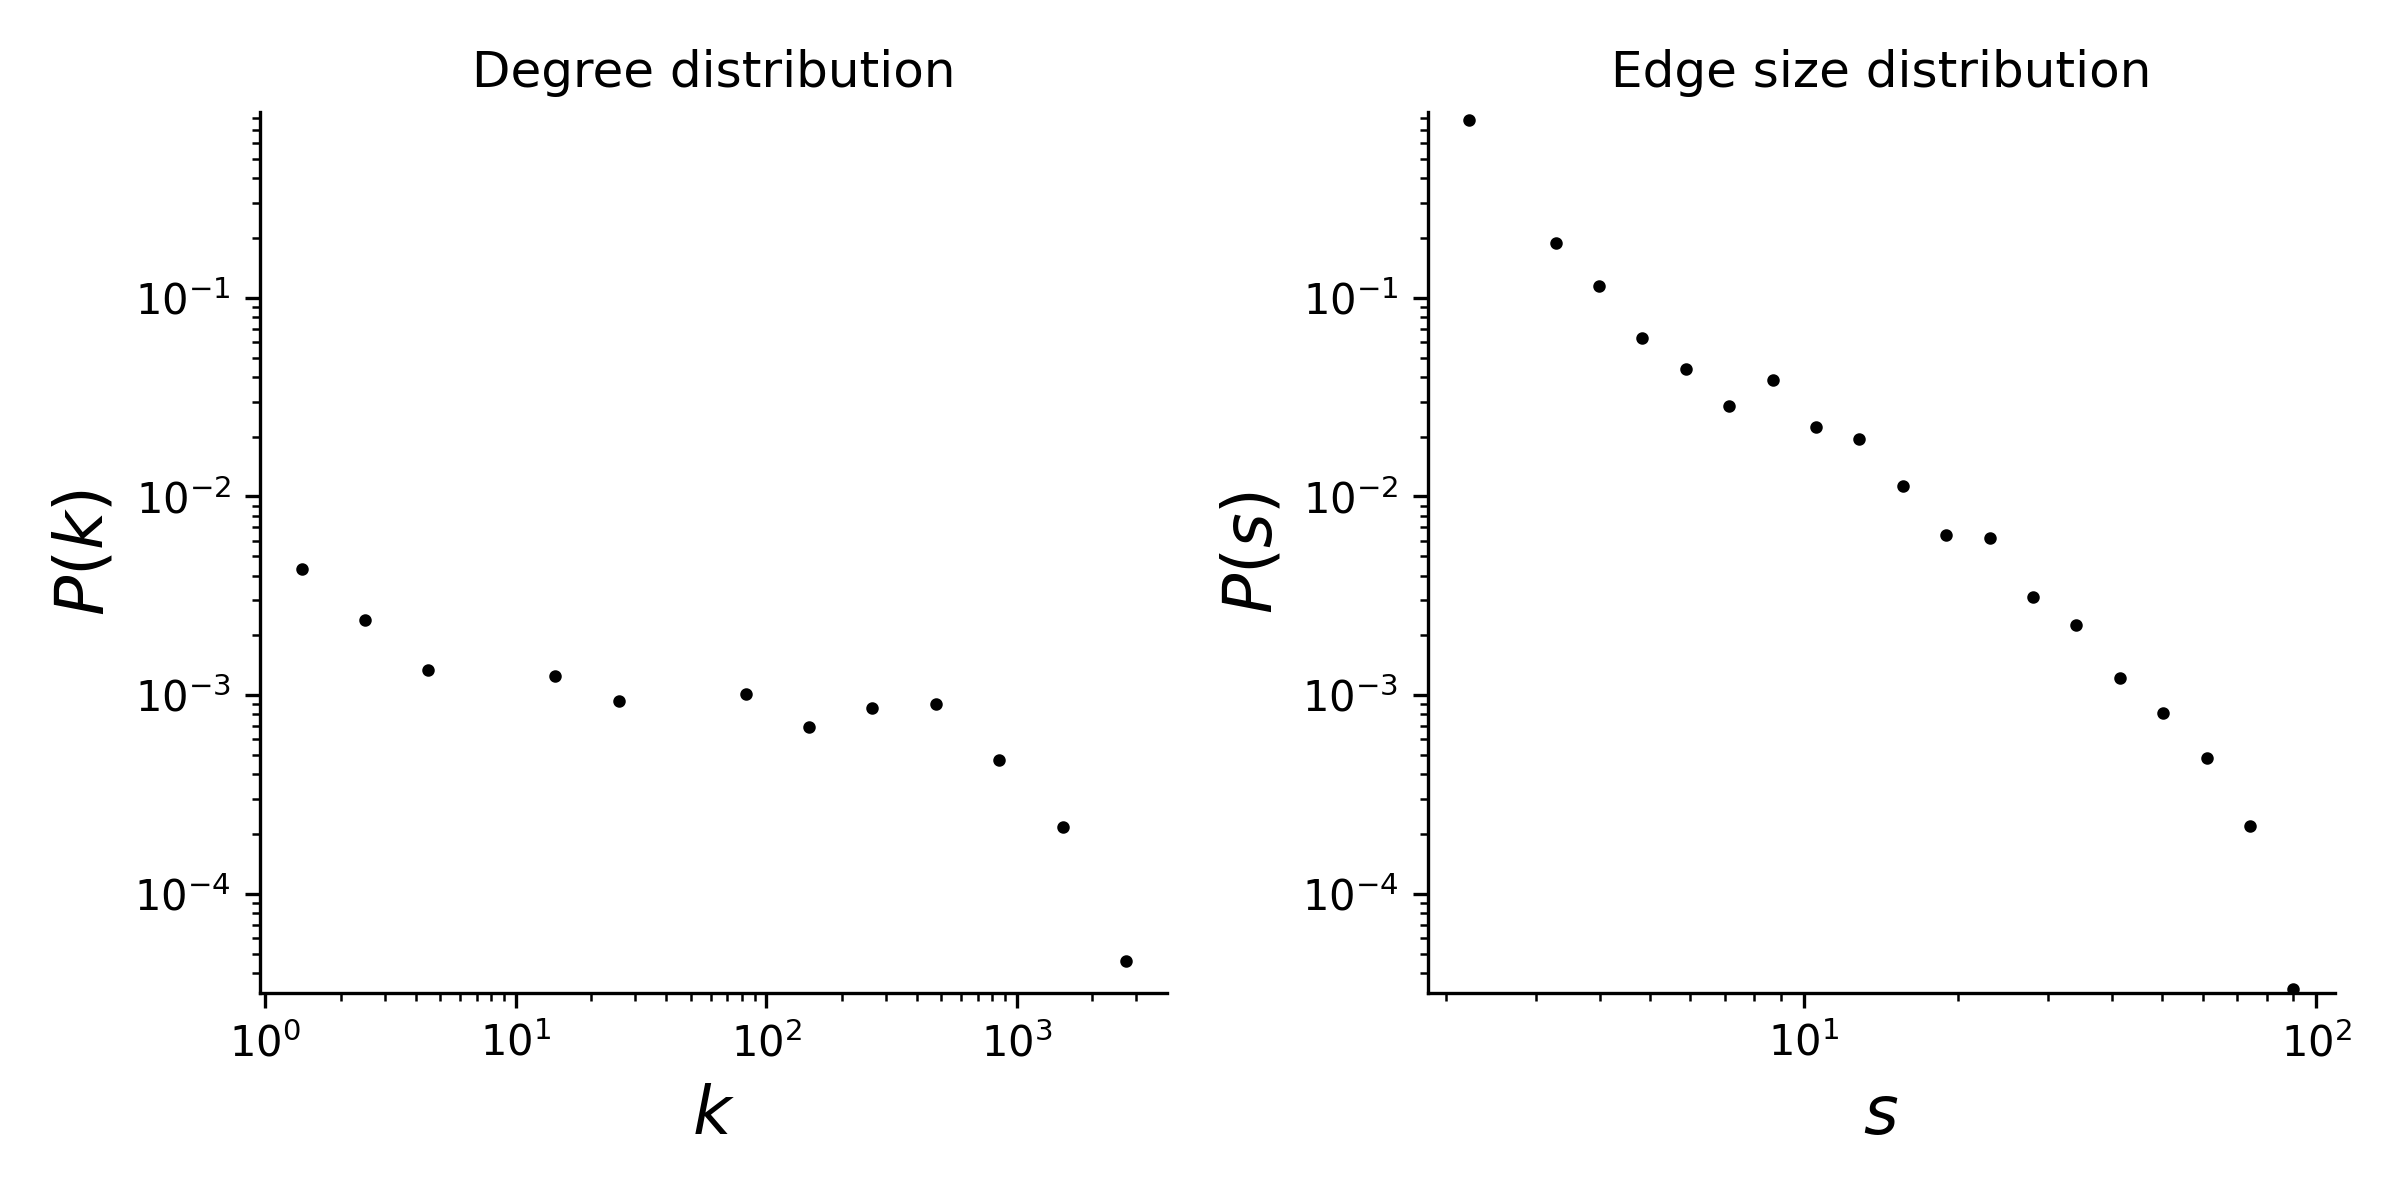 Degree distribution
P(k)
10⁻¹
10⁻²
10⁻³
10⁻⁴
10⁰ 10¹ 10² 10³
k
Edge size distribution
P(s)
10⁻¹
10⁻²
10⁻³
10⁻⁴
10¹ 10²
s